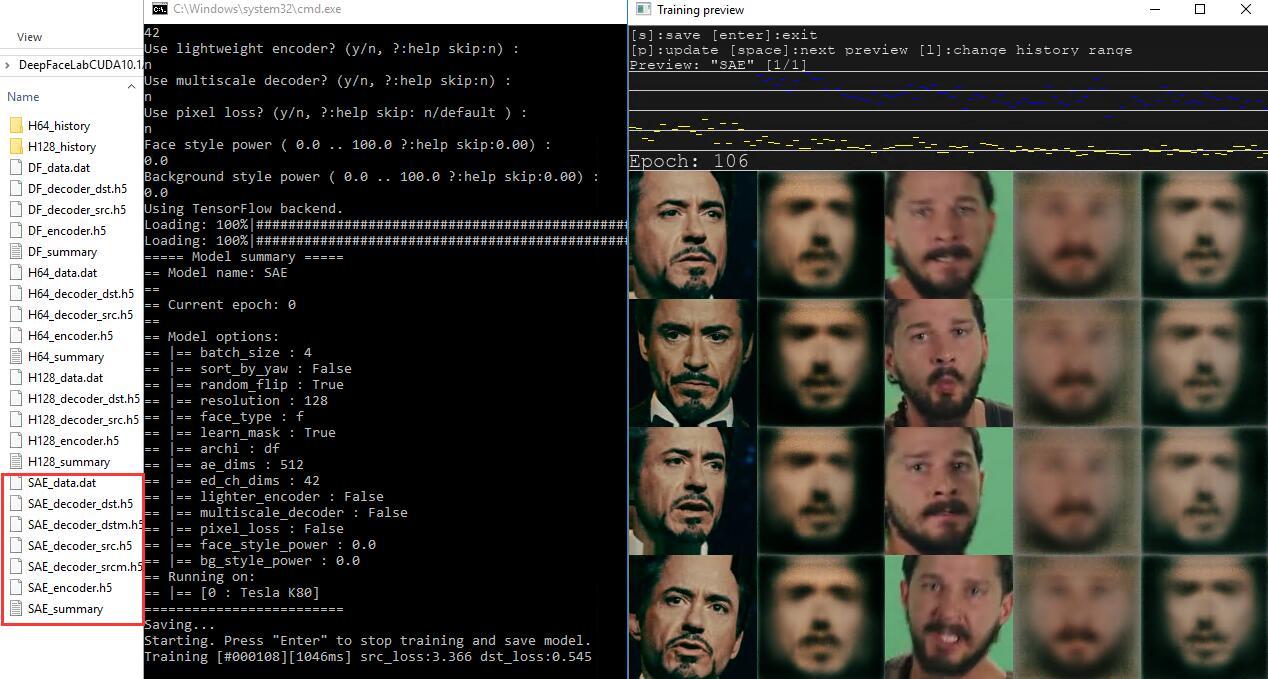 View
DeepFaceLabCUDA10.1
Name
H64_history
H128_history
DF_data.dat
DF_decoder_dst.h5
DF_decoder_src.h5
DF_encoder.h5
DF_summary
H64_data.dat
H64_decoder_dst.h5
H64_decoder_src.h5
H64_encoder.h5
H64_summary
H128_data.dat
H128_decoder_dst.h5
H128_decoder_src.h5
H128_encoder.h5
H128_summary
SAE_data.dat
SAE_decoder_dst.h5
SAE_decoder_dstm.h5
SAE_decoder_src.h5
SAE_decoder_srcm.h5
SAE_encoder.h5
SAE_summary
C:\Windows\system32\cmd.exe
42
Use lightweight encoder? (y/n, ?:help skip:n) :
n
Use multiscale decoder? (y/n, ?:help skip:n) :
n
Use pixel loss? (y/n, ?:help skip: n/default ) :
n
Face style power ( 0.0 .. 100.0 ?:help skip:0.00) :
0.0
Background style power ( 0.0 .. 100.0 ?:help skip:0.00) :
0.0
Using TensorFlow backend.
Loading: 100%|################################################
Loading: 100%|################################################
===== Model summary =====
== Model name: SAE
==
== Current epoch: 0
==
== Model options:
== |== batch_size : 4
== |== sort_by_yaw : False
== |== random_flip : True
== |== resolution : 128
== |== face_type : f
== |== learn_mask : True
== |== archi : df
== |== ae_dims : 512
== |== ed_ch_dims : 42
== |== lighter_encoder : False
== |== multiscale_decoder : False
== |== pixel_loss : False
== |== face_style_power : 0.0
== |== bg_style_power : 0.0
== Running on:
== |== [0 : Tesla K80]
=========================
Saving...
Starting. Press "Enter" to stop training and save model.
Training [#000108][1046ms] src_loss:3.366 dst_loss:0.545
Training preview
[s]:save [enter]:exit
[p]:update [space]:next preview [l]:change history range
Preview: "SAE" [1/1]
Epoch: 106